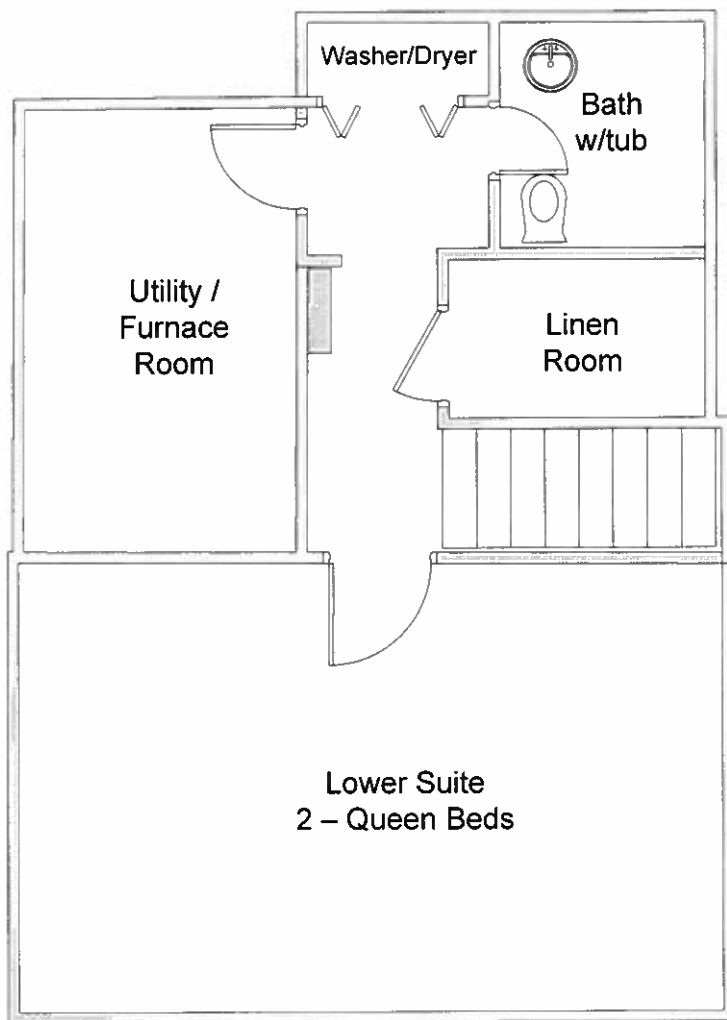 Washer/Dryer
Bath
w/tub
Utility /
Furnace
Room
Linen
Room
Lower Suite
2 – Queen Beds